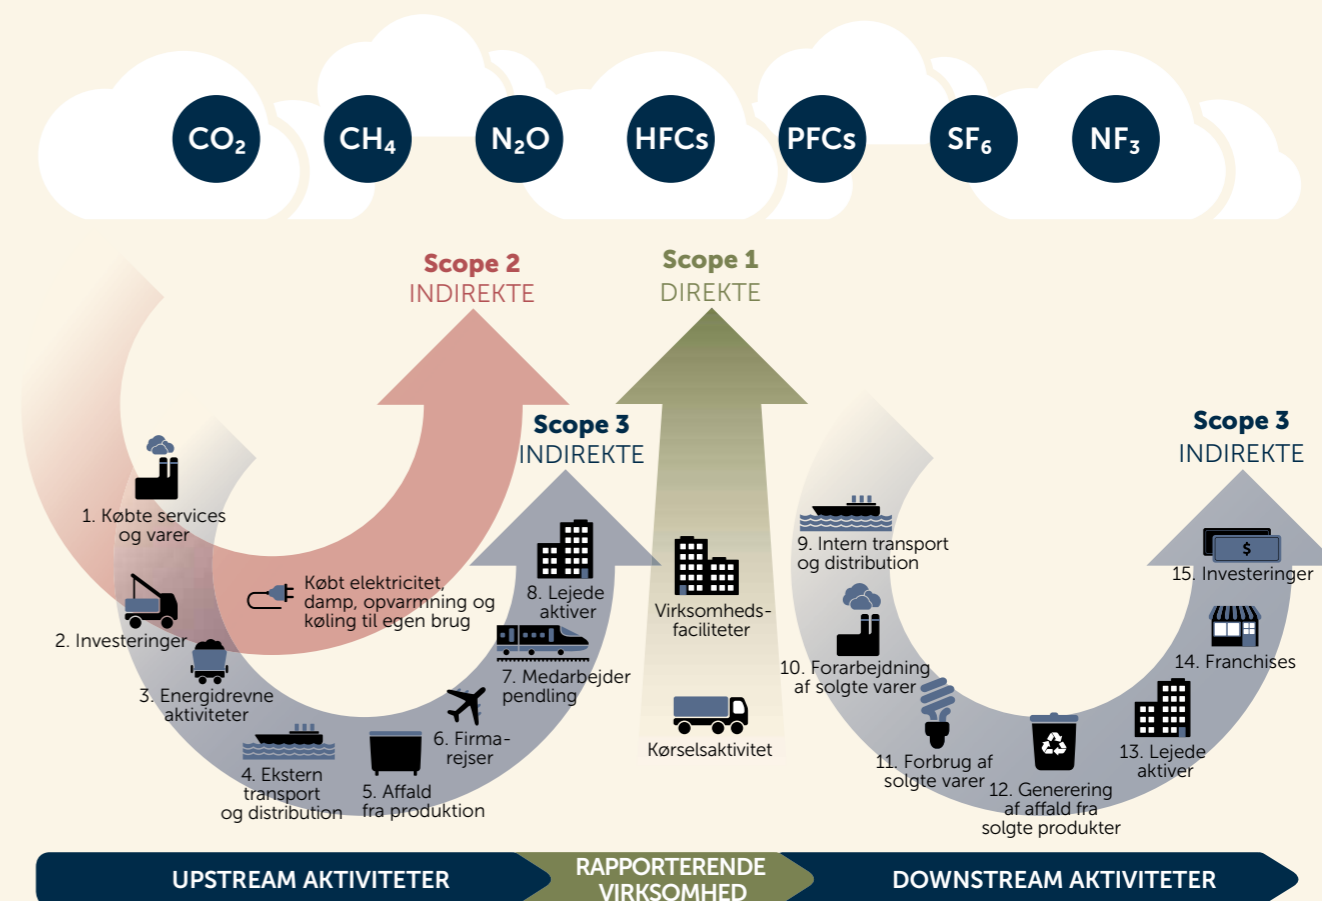 CO₂
CH₄
N₂O
HFCs
PFCs
SF₆
NF₃
Scope 2
INDIREKTE
Scope 1
DIREKTE
Scope 3
INDIREKTE
Scope 3
INDIREKTE
1. Købte services
og varer
2. Investeringer
3. Energidrevne
aktiviteter
4. Ekstern
transport
og distribution
5. Affald
fra produktion
6. Firma-
rejser
7. Medarbejder
pendling
8. Lejede
aktiver
Købt elektricitet,
damp, opvarmning og
køling til egen brug
Virksomheds-
faciliteter
Kørselsaktivitet
9. Intern transport
og distribution
10. Forarbejdning
af solgte varer
11. Forbrug af
solgte varer
12. Generering
af affald fra
solgte produkter
13. Lejede
aktiver
14. Franchises
$
15. Investeringer
UPSTREAM AKTIVITETER
RAPPORTERENDE
VIRKSOMHED
DOWNSTREAM AKTIVITETER